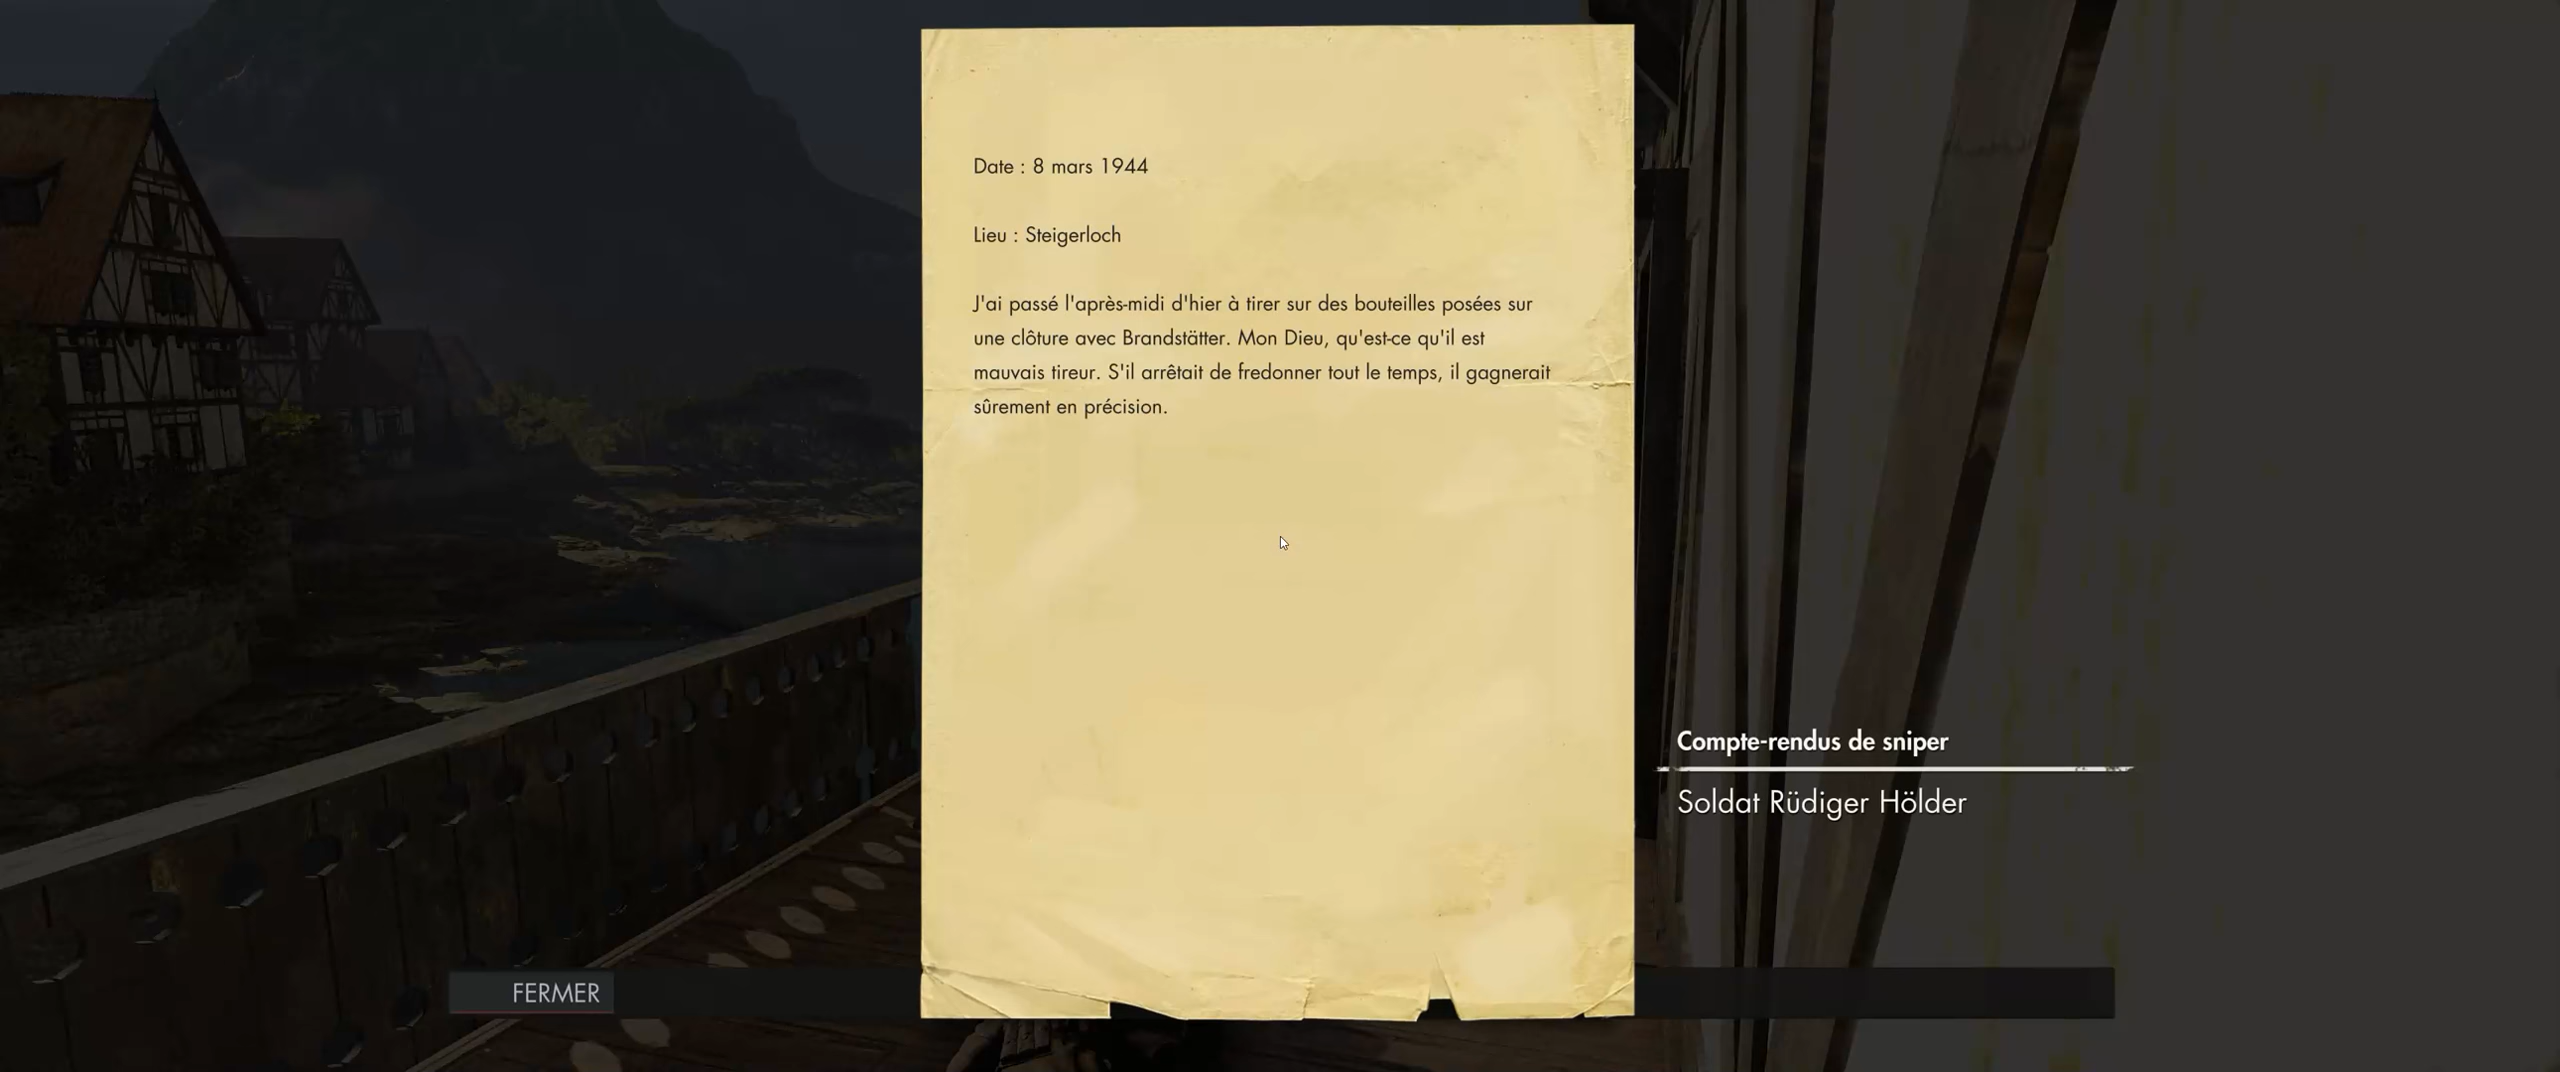 Date : 8 mars 1944
Lieu : Steigerloch
J'ai passé l'après-midi d'hier à tirer sur des bouteilles posées sur
une clôture avec Brandstätter. Mon Dieu, qu'est-ce qu'il est
mauvais tireur. S'il arrêtait de fredonner tout le temps, il gagnerait
sûrement en précision.
Compte-rendus de sniper
Soldat Rüdiger Hölder
FERMER